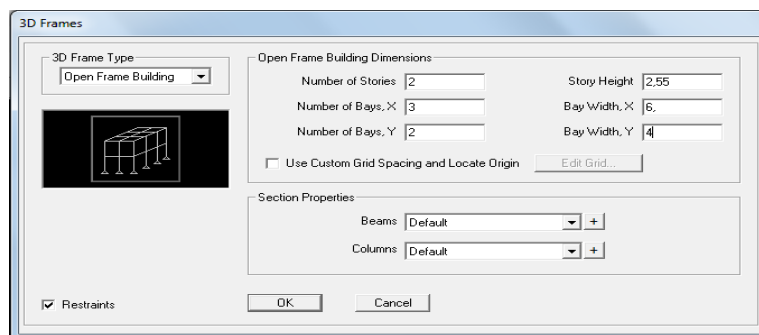 3D Frames
3D Frame Type
Open Frame Building
Open Frame Building Dimensions
Number of Stories 2 Story Height 2,55
Number of Bays, X 3 Bay Width, X 6,
Number of Bays, Y 2 Bay Width, Y 4
Use Custom Grid Spacing and Locate Origin Edit Grid...
Section Properties
Beams Default +
Columns Default +
Restraints OK Cancel